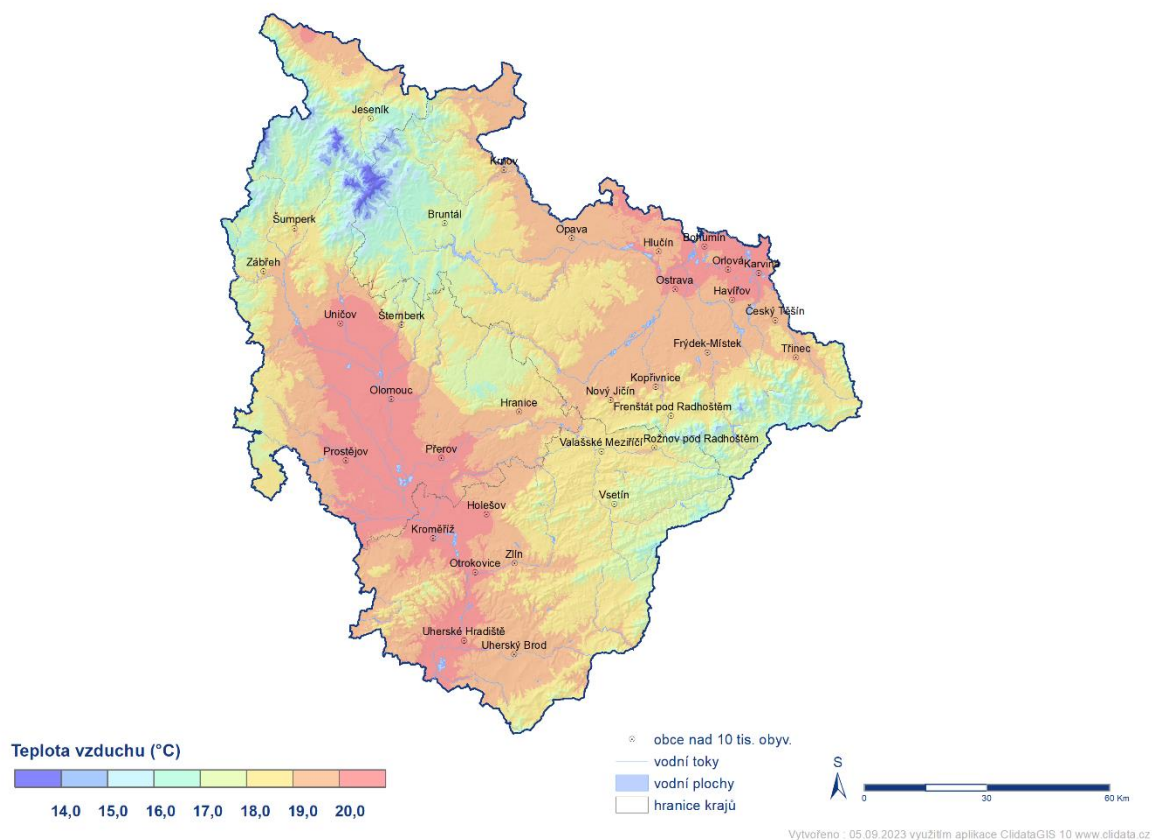 Jeseník
Krnov
Bruntál
Šumperk
Opava
Bohumín
Hlučín
Orlová
Karviná
Zábřeh
Ostrava
Havířov
Český Těšín
Uničov
Šternberk
Frýdek-Místek
Třinec
Kopřivnice
Nový Jičín
Olomouc
Hranice
Frenštát pod Radhoštěm
Valašské Meziříčí
Rožnov pod Radhoštěm
Prostějov
Přerov
Vsetín
Holešov
Kroměříž
Zlín
Otrokovice
Uherské Hradiště
Uherský Brod
Teplota vzduchu (°C)
14,0 15,0 16,0 17,0 18,0 19,0 20,0
obce nad 10 tis. obyv.
vodní toky
vodní plochy
hranice krajů
S
0 30 60 Km
Vytvořeno : 05.09.2023 využitím aplikace ClidataGIS 10 www.clidata.cz